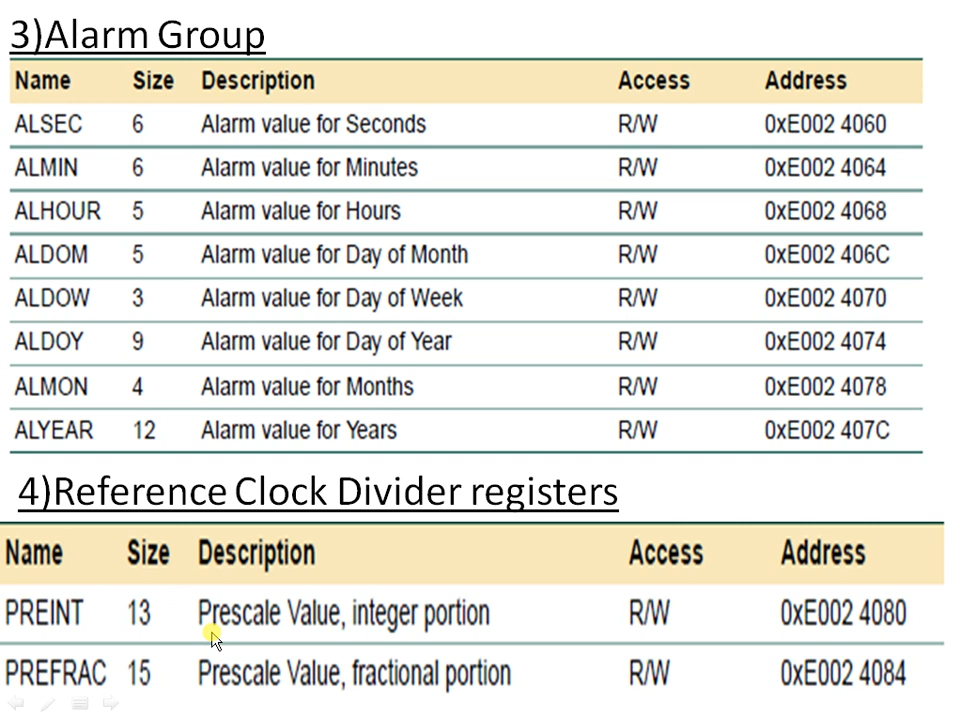 3)Alarm Group
Name Size Description Access Address
ALSEC 6 Alarm value for Seconds R/W 0xE002 4060
ALMIN 6 Alarm value for Minutes R/W 0xE002 4064
ALHOUR 5 Alarm value for Hours R/W 0xE002 4068
ALDOM 5 Alarm value for Day of Month R/W 0xE002 406C
ALDOW 3 Alarm value for Day of Week R/W 0xE002 4070
ALDOY 9 Alarm value for Day of Year R/W 0xE002 4074
ALMON 4 Alarm value for Months R/W 0xE002 4078
ALYEAR 12 Alarm value for Years R/W 0xE002 407C
4)Reference Clock Divider registers
Name Size Description Access Address
PREINT 13 Prescale Value, integer portion R/W 0xE002 4080
PREFRAC 15 Prescale Value, fractional portion R/W 0xE002 4084